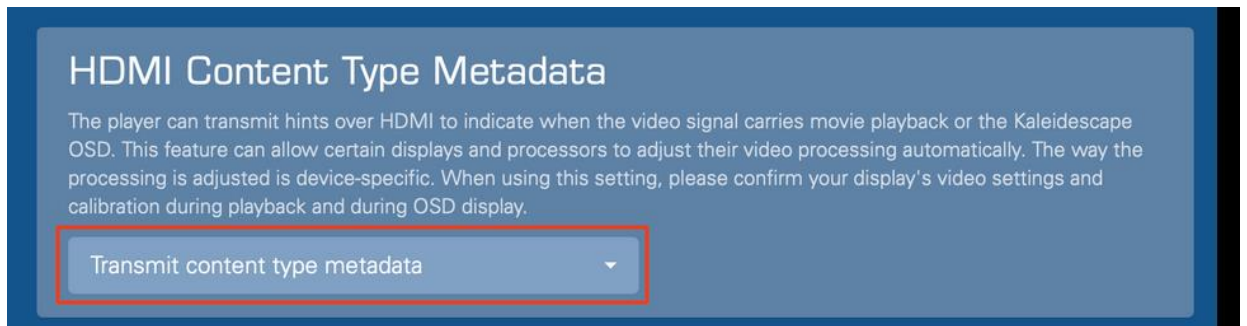 HDMI Content Type Metadata
The player can transmit hints over HDMI to indicate when the video signal carries movie playback or the Kaleidescape
OSD. This feature can allow certain displays and processors to adjust their video processing automatically. The way the
processing is adjusted is device-specific. When using this setting, please confirm your display's video settings and
calibration during playback and during OSD display.
Transmit content type metadata